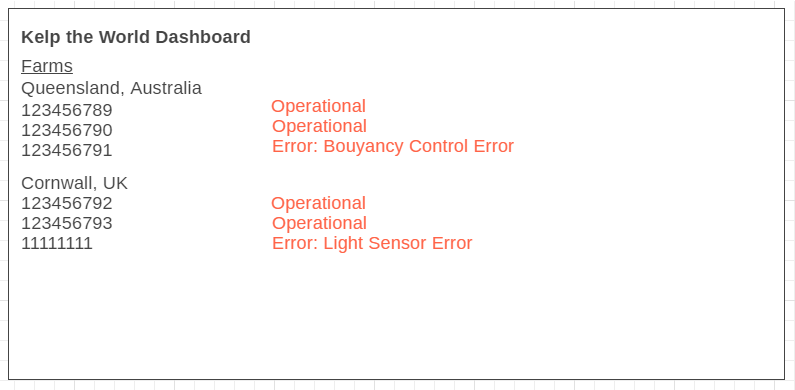 Kelp the World Dashboard
Farms
Queensland, Australia
123456789 Operational
123456790 Operational
123456791 Error: Bouyancy Control Error
Cornwall, UK
123456792 Operational
123456793 Operational
11111111 Error: Light Sensor Error